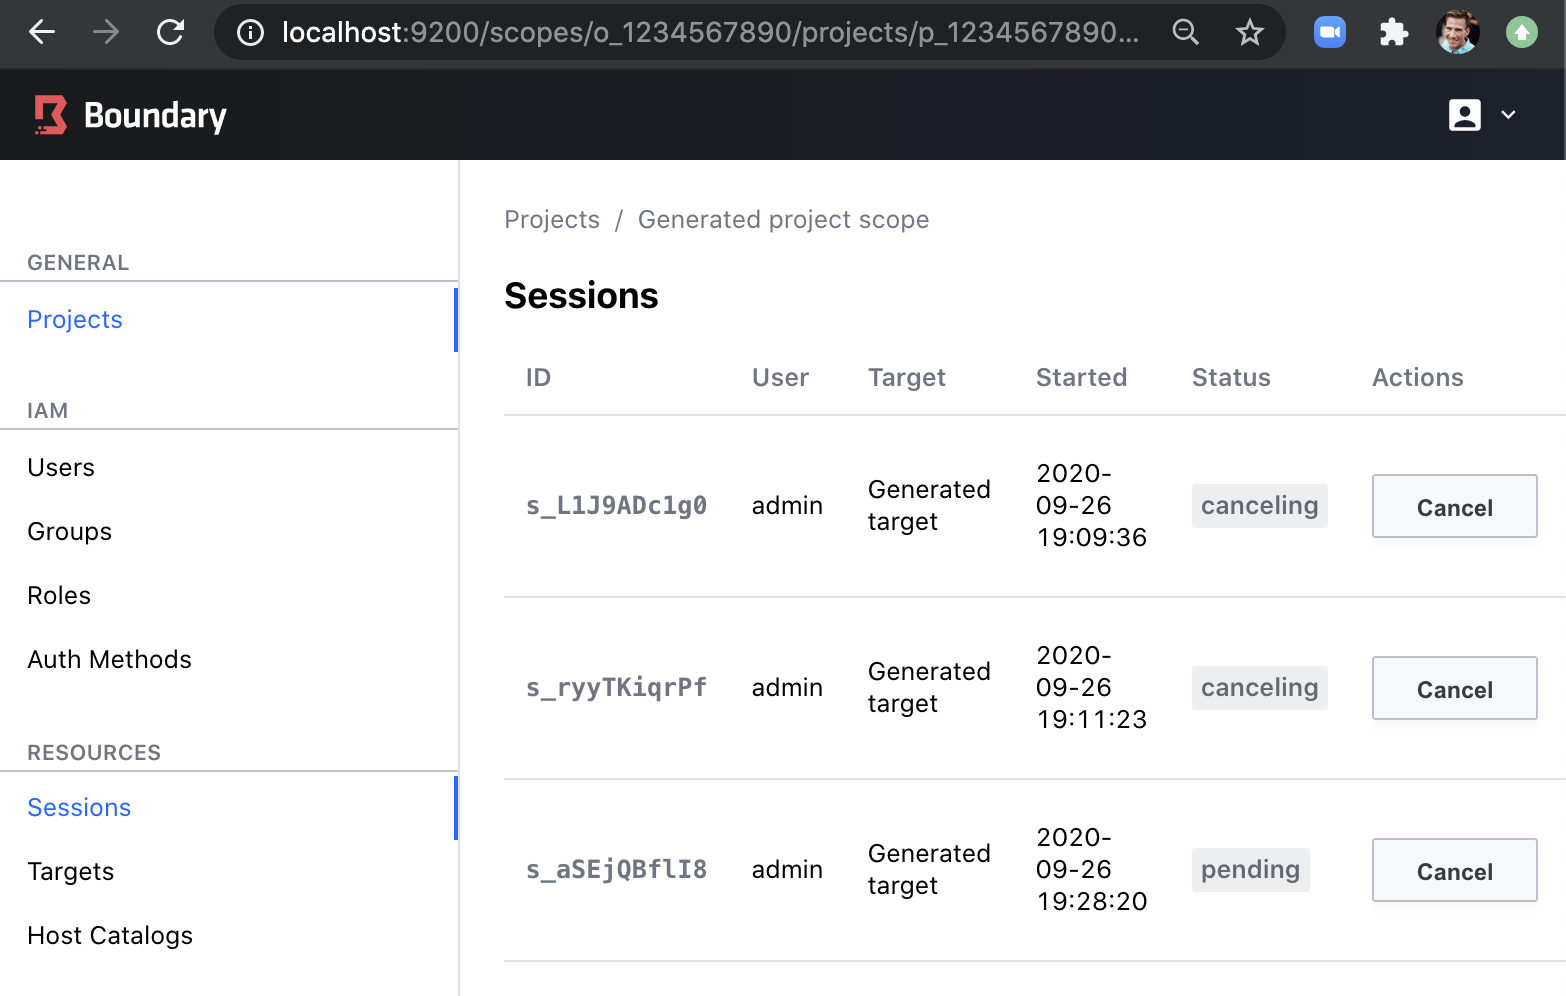 localhost:9200/scopes/o_1234567890/projects/p_1234567890...
Boundary
Projects / Generated project scope
GENERAL
Projects
IAM
Users
Groups
Roles
Auth Methods
RESOURCES
Sessions
Targets
Host Catalogs
Sessions
ID User Target Started Status Actions
s_L1J9ADc1g0 admin Generated target 2020-09-26 19:09:36 canceling Cancel
s_ryyTKiqrPf admin Generated target 2020-09-26 19:11:23 canceling Cancel
s_aSEjQBflI8 admin Generated target 2020-09-26 19:28:20 pending Cancel